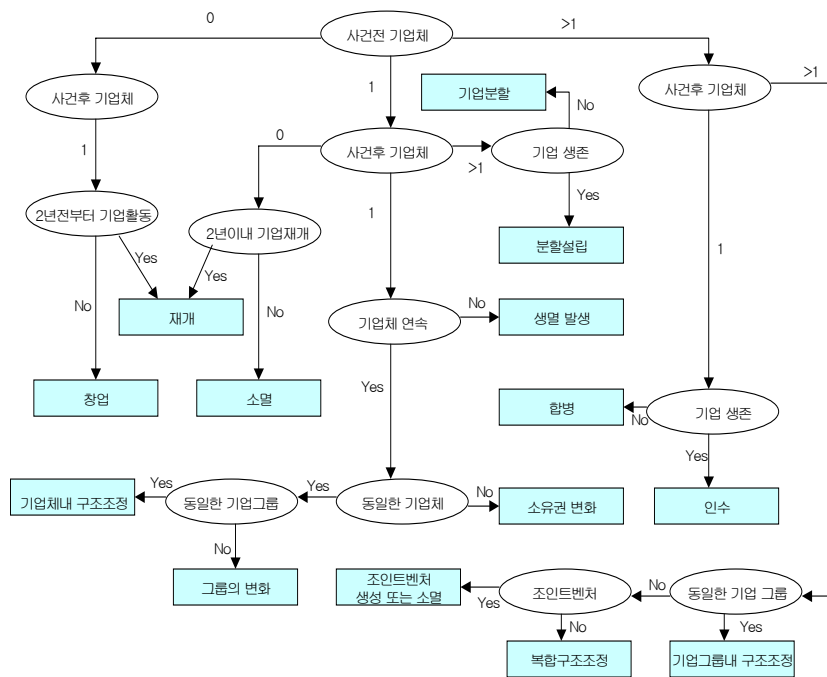 0
사건전 기업체
>1
사건후 기업체
1
기업분할
No
사건후 기업체
>1
0
사건후 기업체
>1
기업 생존
1
2년전부터 기업활동
2년이내 기업재개
1
Yes
분할설립
1
Yes
Yes
No
재개
No
기업체 연속
No
생멸 발생
창업
소멸
Yes
합병
No
기업 생존
Yes
기업체내 구조조정
Yes
동일한 기업그룹
Yes
동일한 기업체
No
소유권 변화
인수
No
그룹의 변화
조인트벤처
생성 또는 소멸
Yes
조인트벤처
No
동일한 기업 그룹
No
Yes
복합구조조정
기업그룹내 구조조정